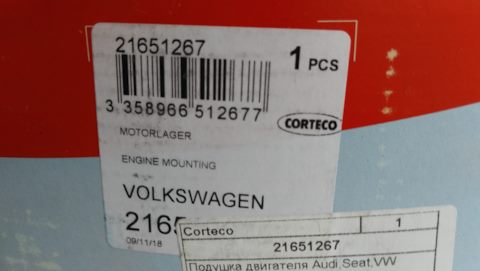 21651267
1 PCS
3 358966 512677
CORTECO
MOTORLAGER
ENGINE MOUNTING
VOLKSWAGEN
2165
09/11/18
Corteco 1
21651267
Подушка двигателя Audi,Seat,VW